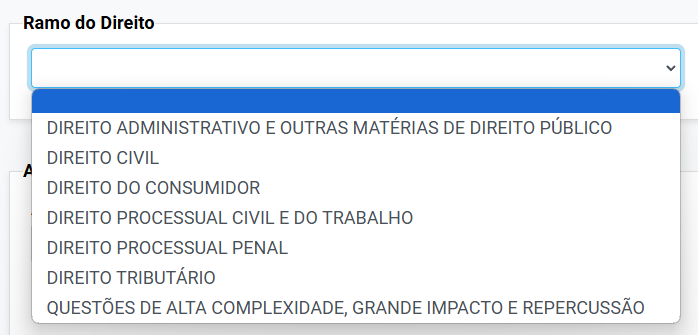 Ramo do Direito
DIREITO ADMINISTRATIVO E OUTRAS MATÉRIAS DE DIREITO PÚBLICO
DIREITO CIVIL
DIREITO DO CONSUMIDOR
DIREITO PROCESSUAL CIVIL E DO TRABALHO
DIREITO PROCESSUAL PENAL
DIREITO TRIBUTÁRIO
QUESTÕES DE ALTA COMPLEXIDADE, GRANDE IMPACTO E REPERCUSSÃO